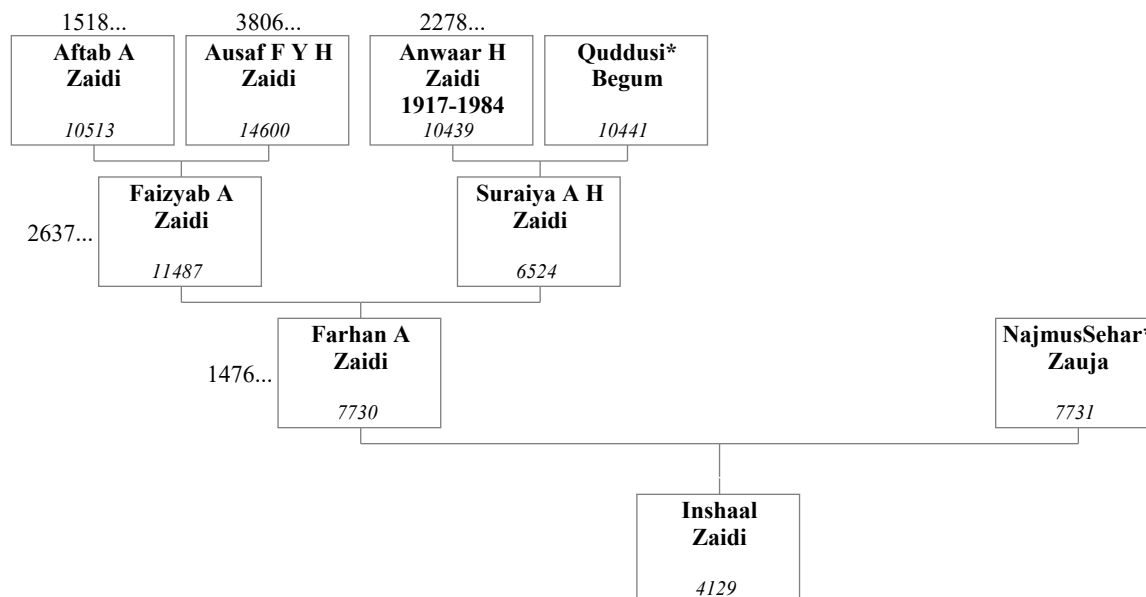 1518...
3806...
2278...
Aftab A
Zaidi
10513
Ausaf F Y H
Zaidi
14600
Anwaar H
Zaidi
1917-1984
10439
Quddusi*
Begum
10441
Faizyab A
Zaidi
11487
2637...
Suraiya A H
Zaidi
6524
Farhan A
Zaidi
7730
1476...
NajmusSehar*
Zauja
7731
Inshaal
Zaidi
4129